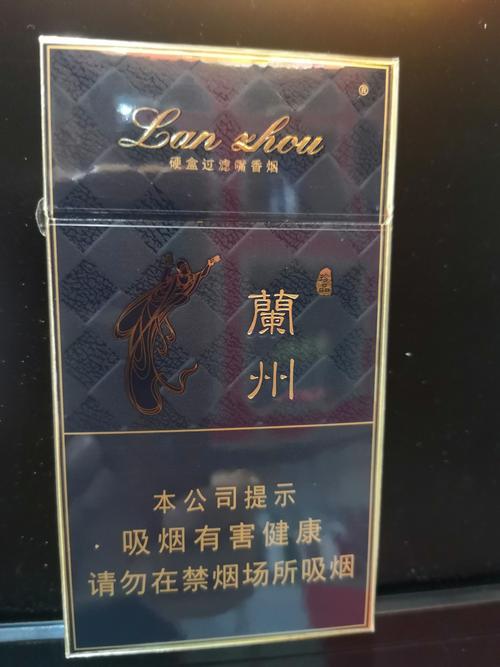 ®
Lan zhou
硬盒过滤嘴香烟
蘭
州
本公司提示
吸烟有害健康
请勿在禁烟场所吸烟